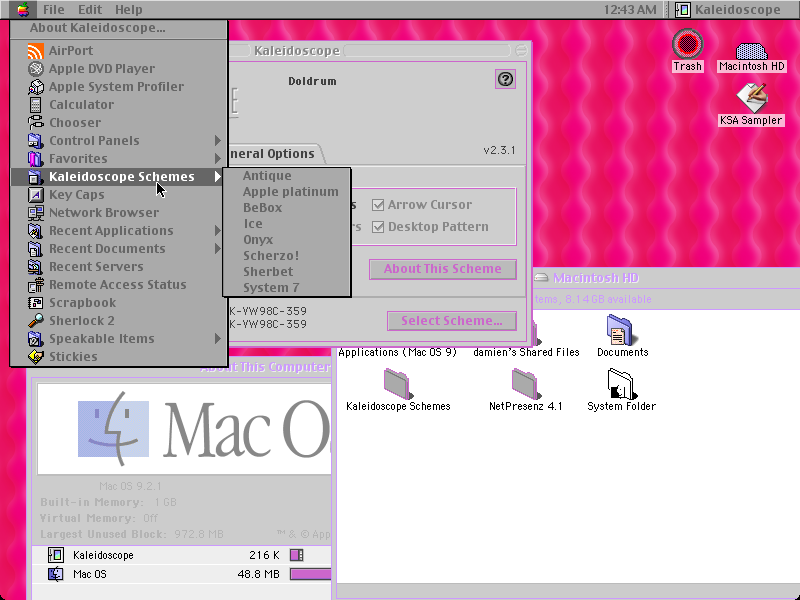 File Edit Help
12:43 AM
Kaleidoscope
About Kaleidoscope...
AirPort
Apple DVD Player
Apple System Profiler
Calculator
Chooser
Control Panels
Favorites
Kaleidoscope Schemes
Key Caps
Network Browser
Recent Applications
Recent Documents
Recent Servers
Remote Access Status
Scrapbook
Sherlock 2
Speakable Items
Stickies
Antique
Apple platinum
BeBox
Ice
Onyx
Scherzo!
Sherbet
System 7
Kaleidoscope
Doldrum
?
General Options
v2.3.1
Arrow Cursor
Desktop Pattern
About This Scheme
K-YW98C-359
K-YW98C-359
Select Scheme...
Trash
Macintosh HD
KSA Sampler
Macintosh HD
items, 8.14 GB available
Applications (Mac OS 9) damien's Shared Files Documents
Kaleidoscope Schemes NetPresenz 4.1 System Folder
About This Computer
Mac O
Mac OS 9.2.1
Built-in Memory: 1 GB
Virtual Memory: Off
Largest Unused Block: 972.8 MB ™ & © App
Kaleidoscope 216 K
Mac OS 48.8 MB